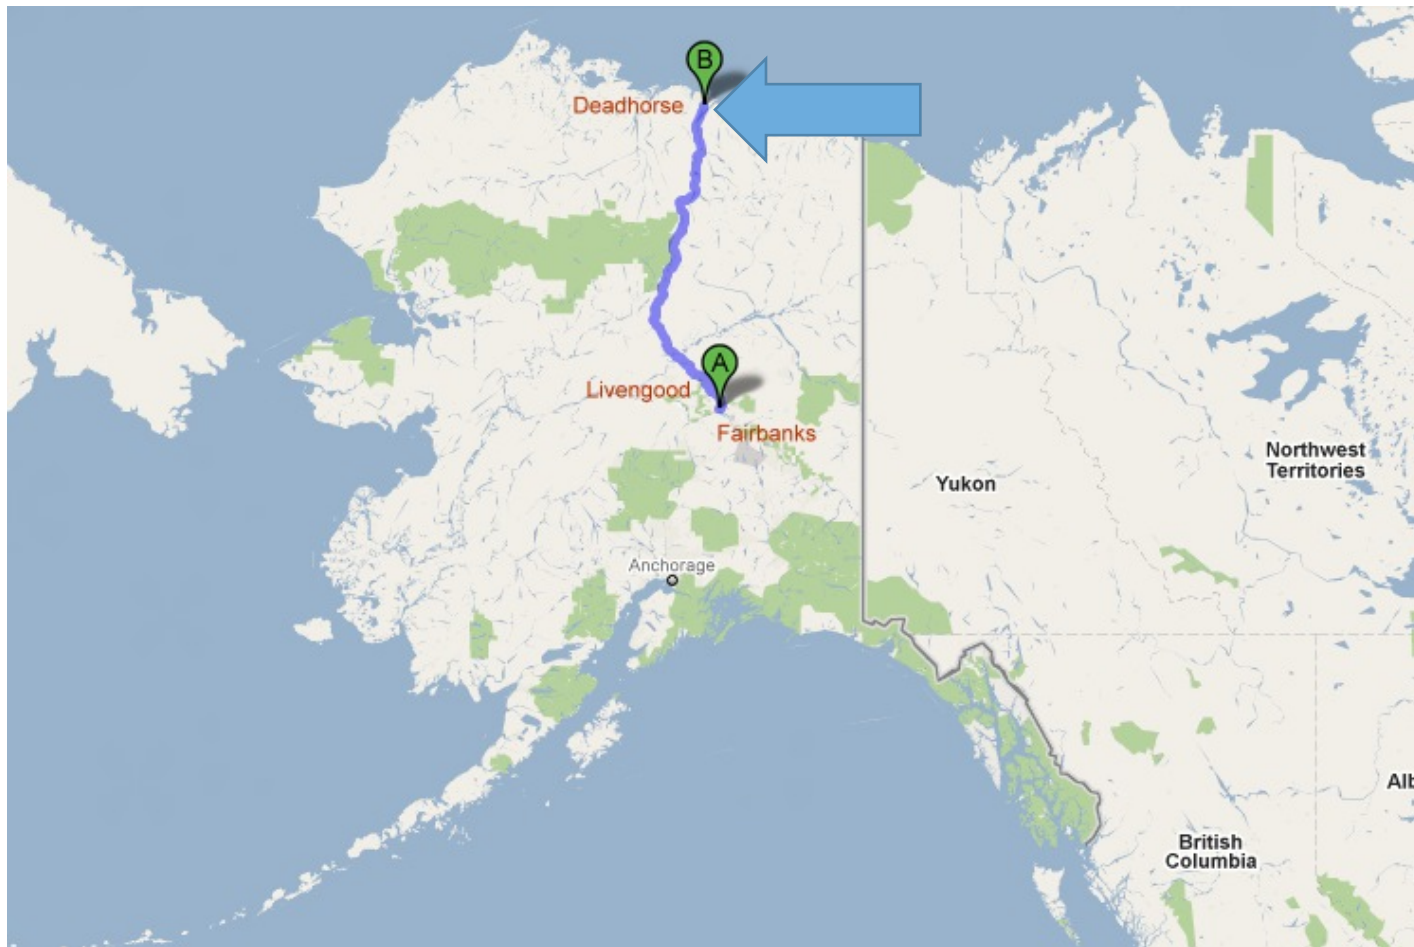 B
Deadhorse
A
Livengood
Fairbanks
Northwest
Territories
Yukon
Anchorage
Alb
British
Columbia